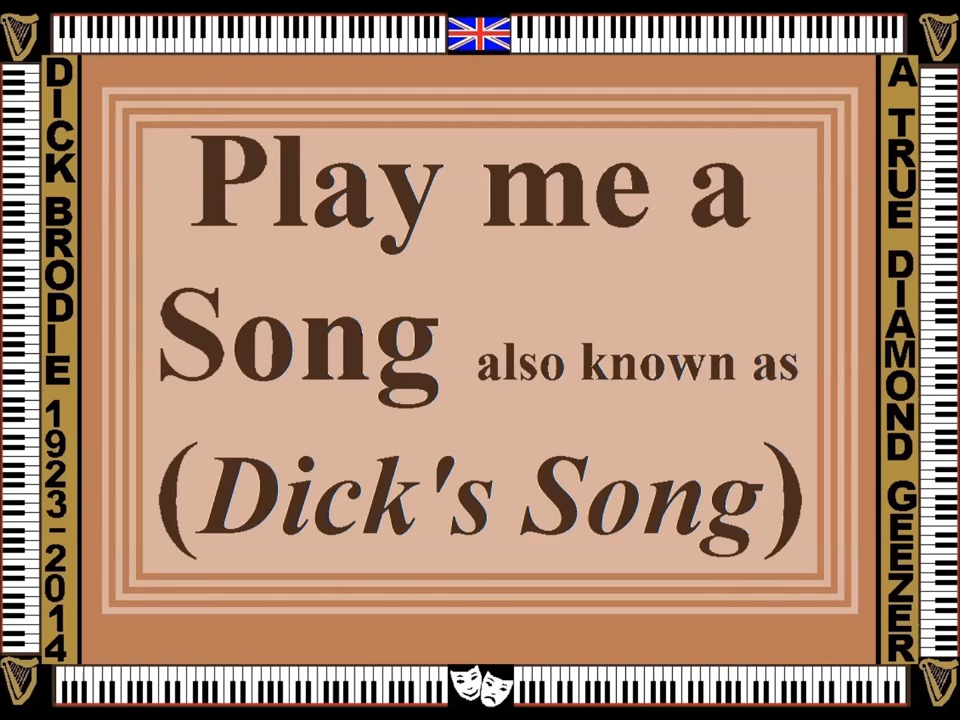 DICK BRODIE 1923-2014
Play me a
Song also known as
(Dick's Song)
A TRUE DIAMOND GEEZER